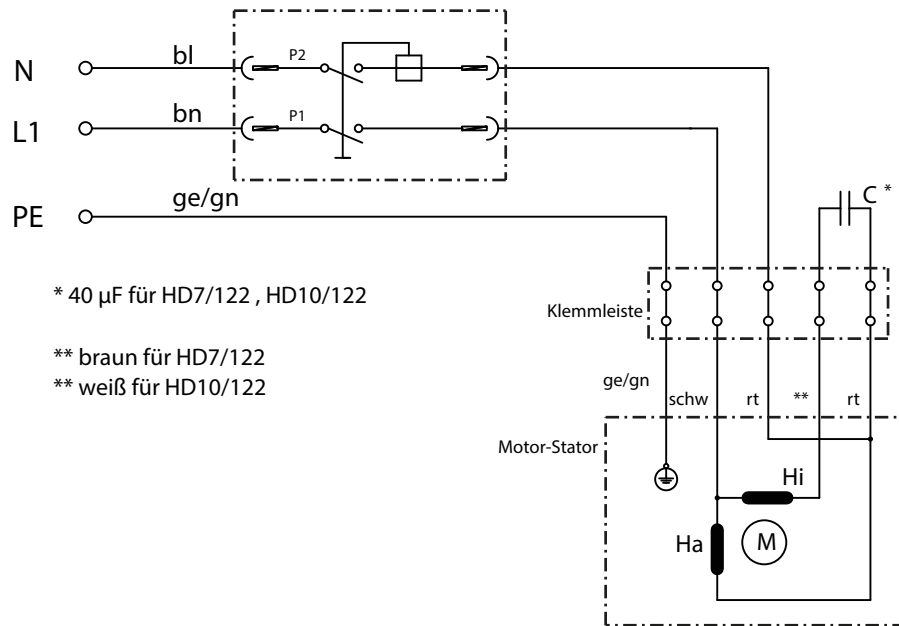 N
bl
P2
L1
bn
P1
PE
ge/gn
C *
* 40 µF für HD7/122 , HD10/122
Klemmleiste
** braun für HD7/122
** weiß für HD10/122
ge/gn
schw
rt
**
rt
Motor-Stator
Hi
Ha
M